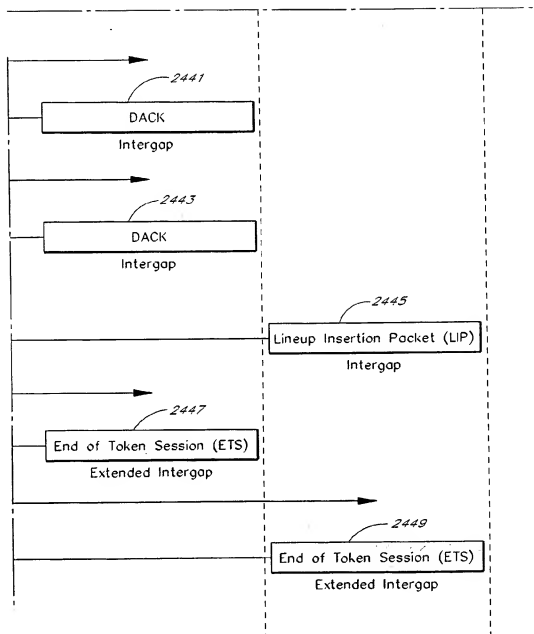 2441
DACK
Intergap
2443
DACK
Intergap
2445
Lineup Insertion Packet (LIP)
Intergap
2447
End of Token Session (ETS)
Extended Intergap
2449
End of Token Session (ETS)
Extended Intergap